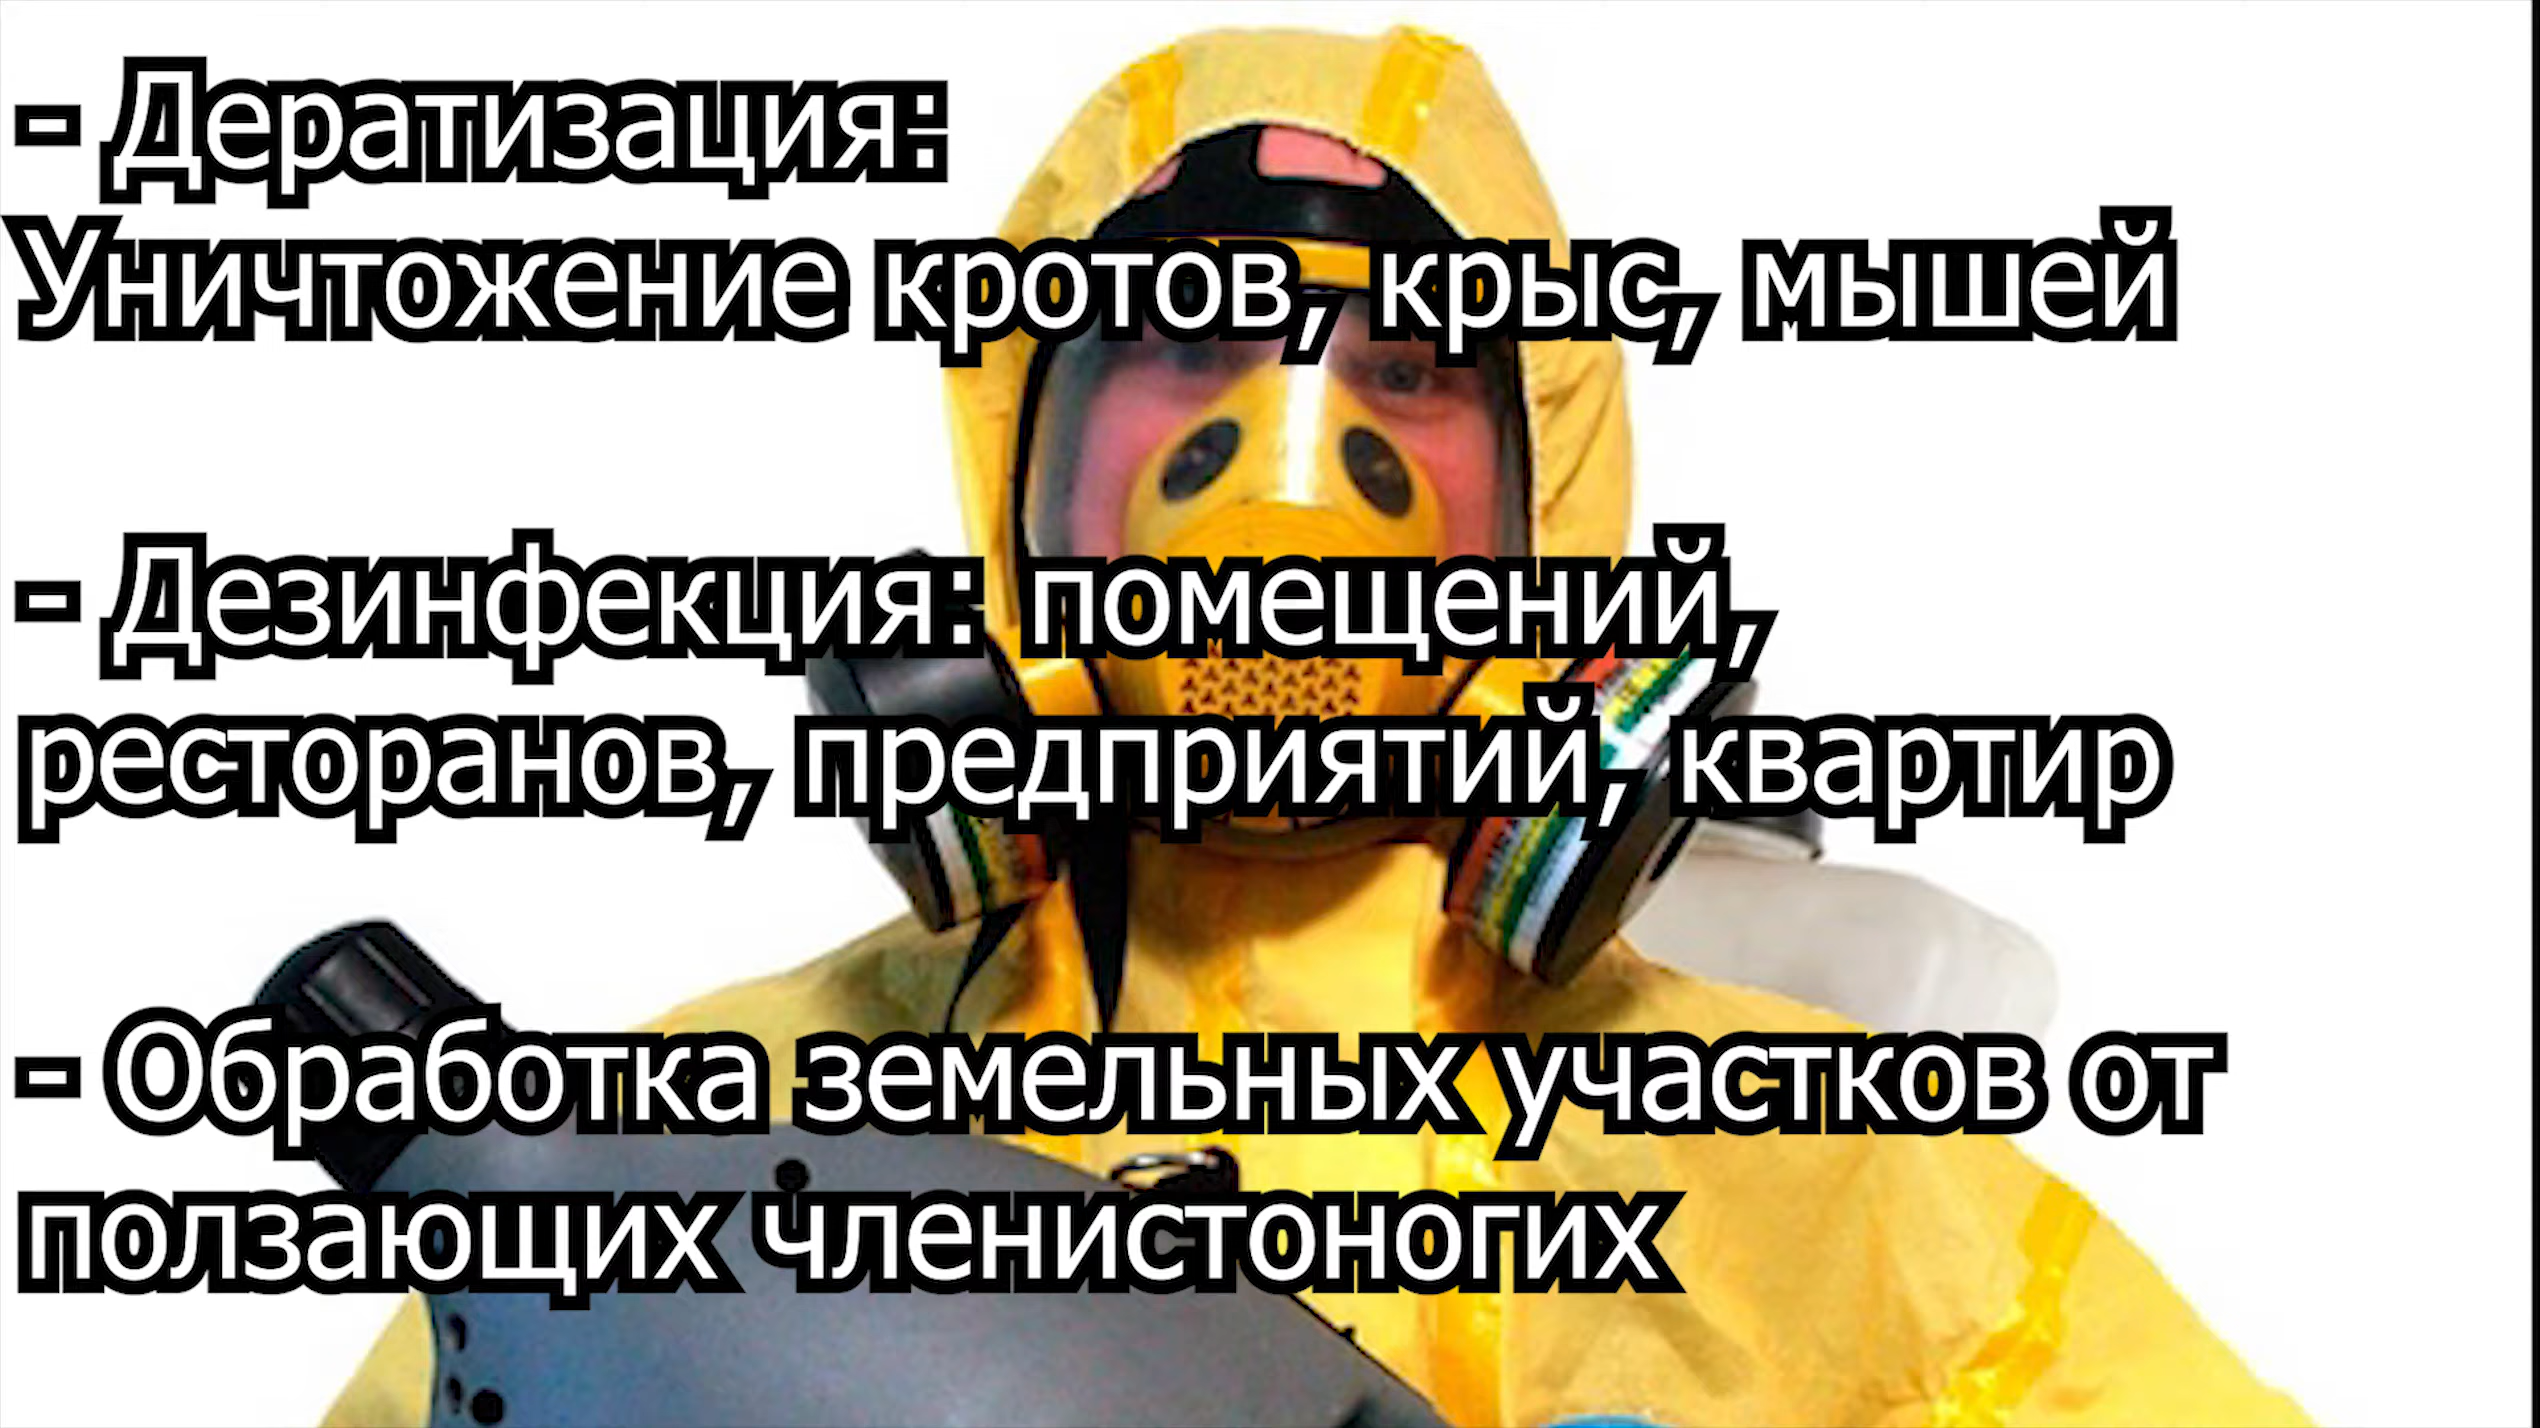 - Дератизация:
Уничтожение кротов, крыс, мышей
- Дезинфекция: помещений,
ресторанов, предприятий, квартир
- Обработка земельных участков от
ползающих членистоногих